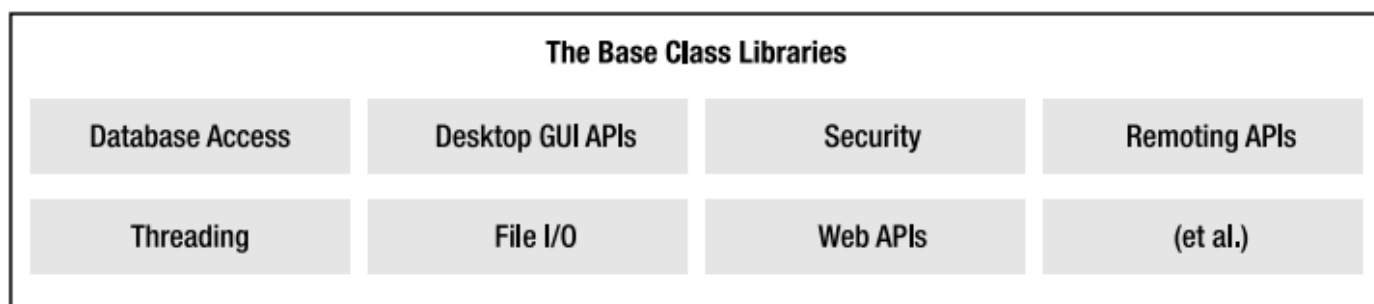 The Base Class Libraries
Database Access
Desktop GUI APIs
Security
Remoting APIs
Threading
File I/O
Web APIs
(et al.)